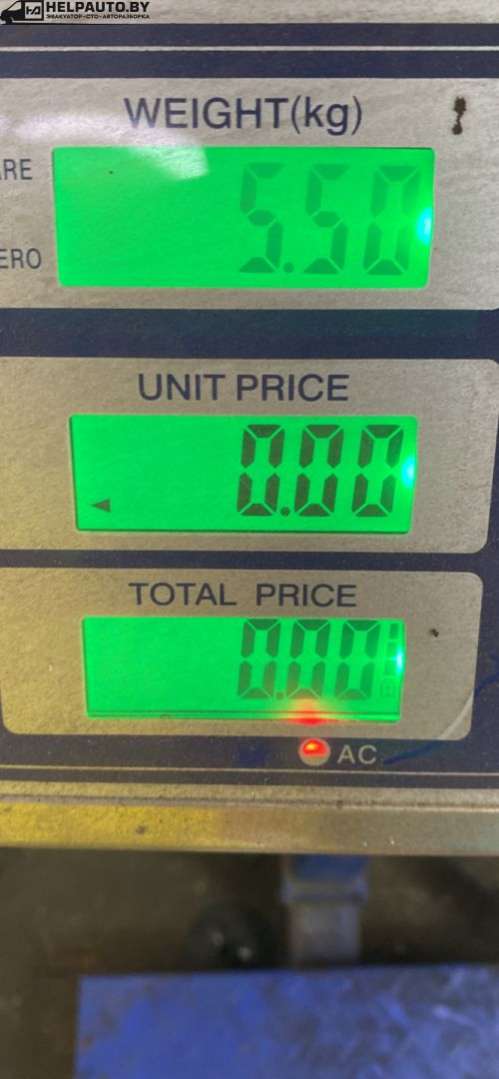 HELPAUTO.BY
ЭВАКУАТОР-СТО-АВТОРАЗБОРКА
WEIGHT(kg)
ARE
ERO
5.50
UNIT PRICE
0.00
TOTAL PRICE
0.00
AC